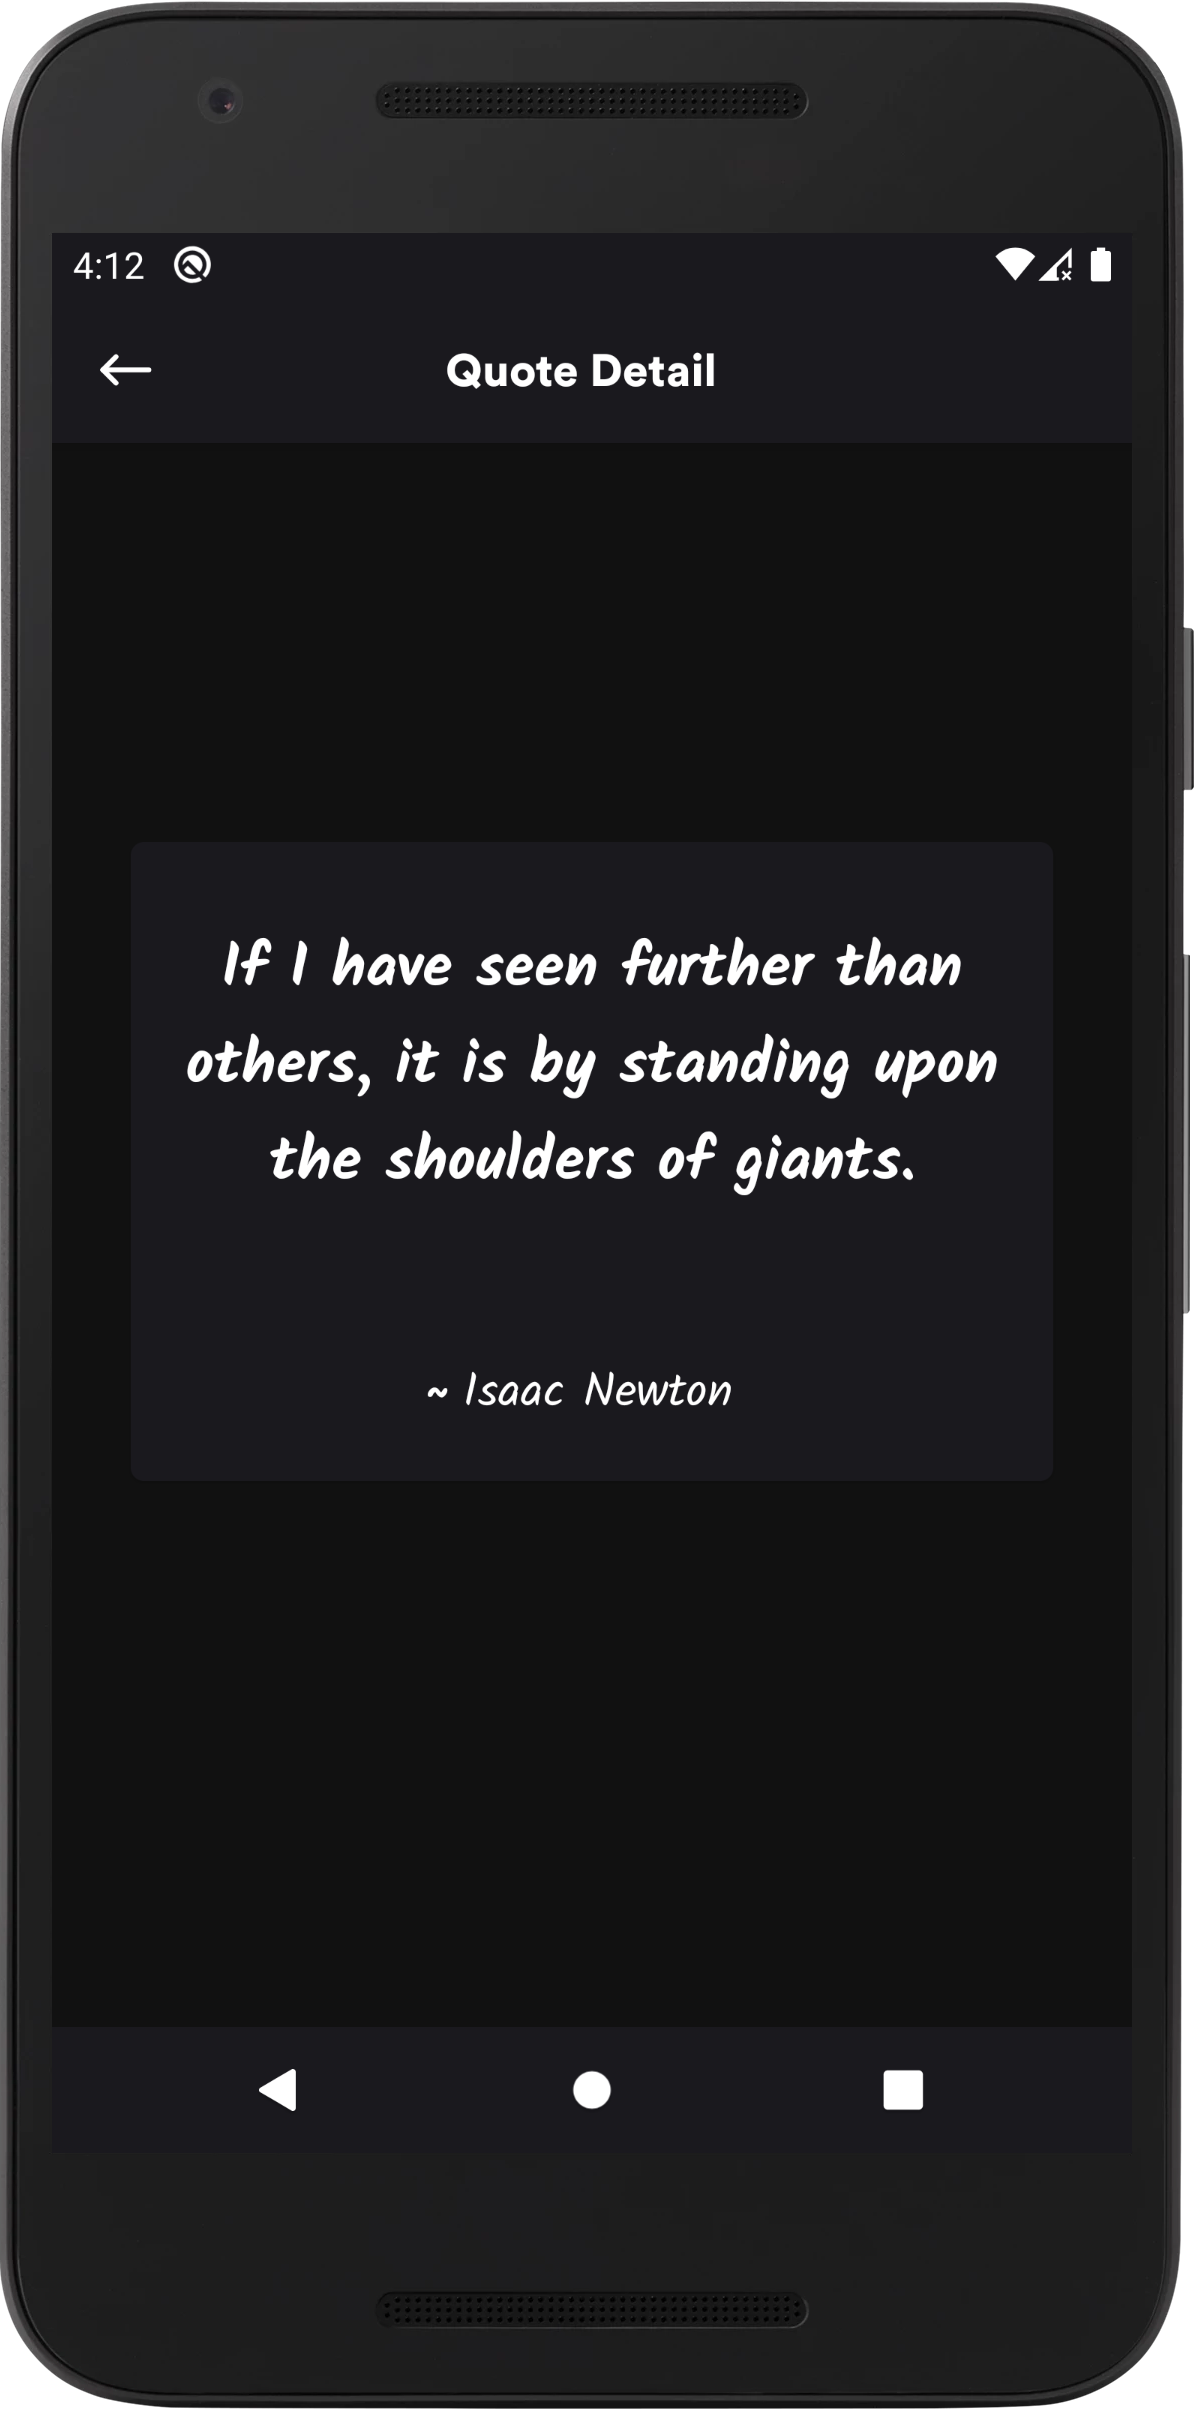 4:12
Quote Detail
If I have seen further than
others, it is by standing upon
the shoulders of giants.
~ Isaac Newton